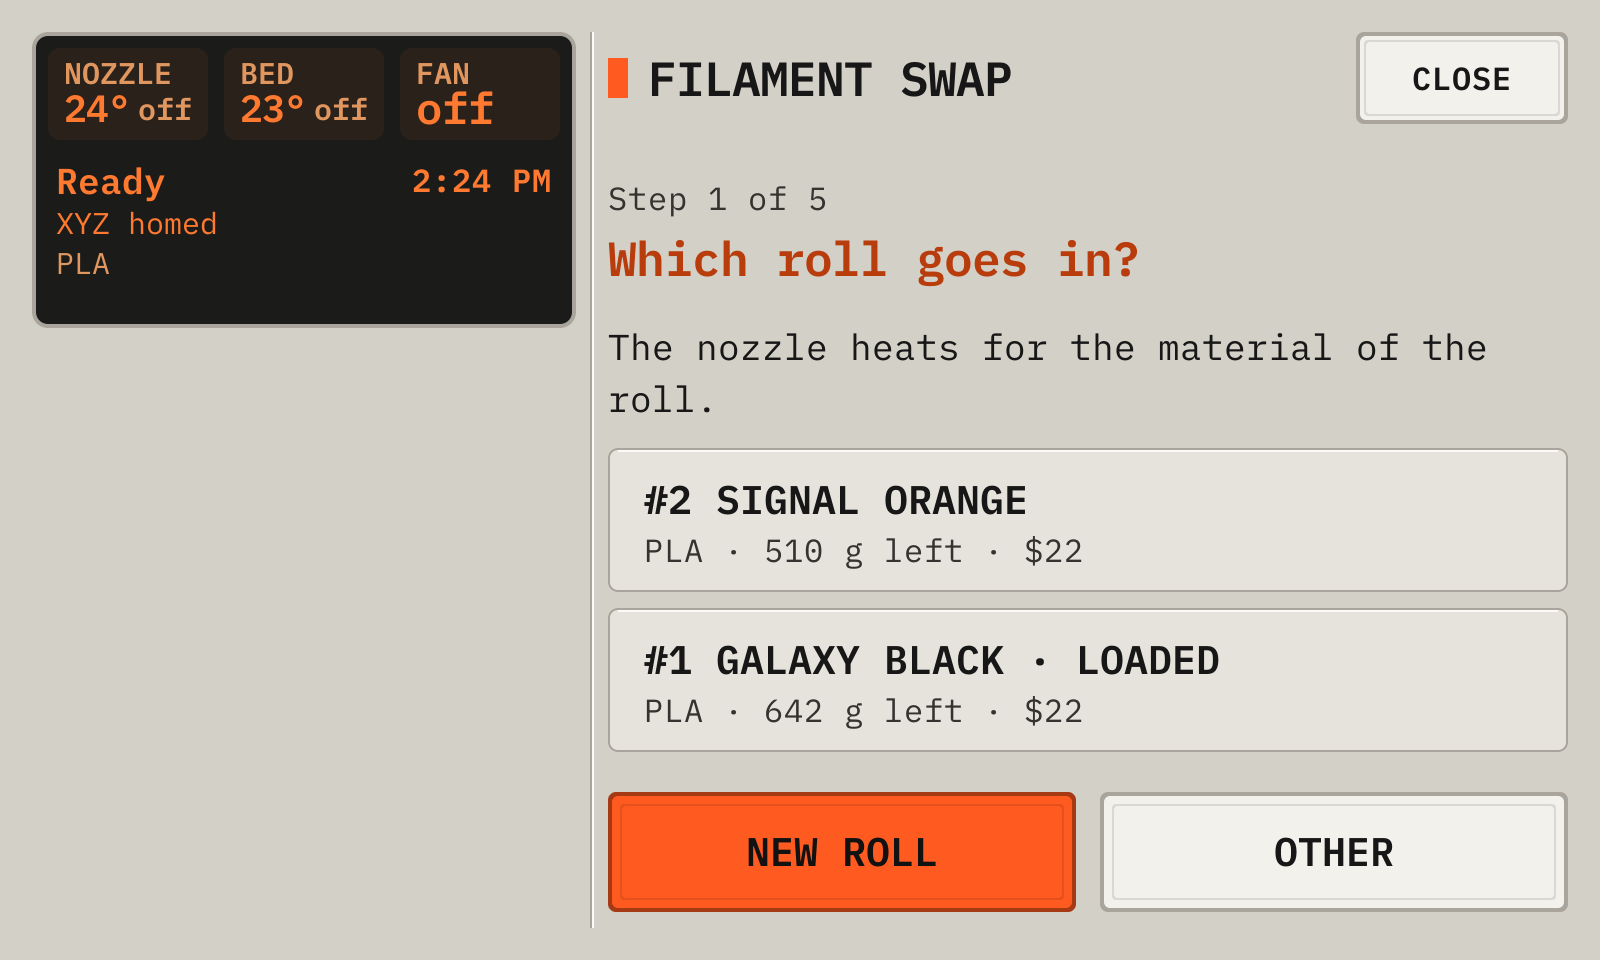 NOZZLE
24° off
BED
23° off
FAN
off
Ready
2:24 PM
XYZ homed
PLA
FILAMENT SWAP
CLOSE
Step 1 of 5
Which roll goes in?
The nozzle heats for the material of the
roll.
#2 SIGNAL ORANGE
PLA · 510 g left · $22
#1 GALAXY BLACK · LOADED
PLA · 642 g left · $22
NEW ROLL
OTHER